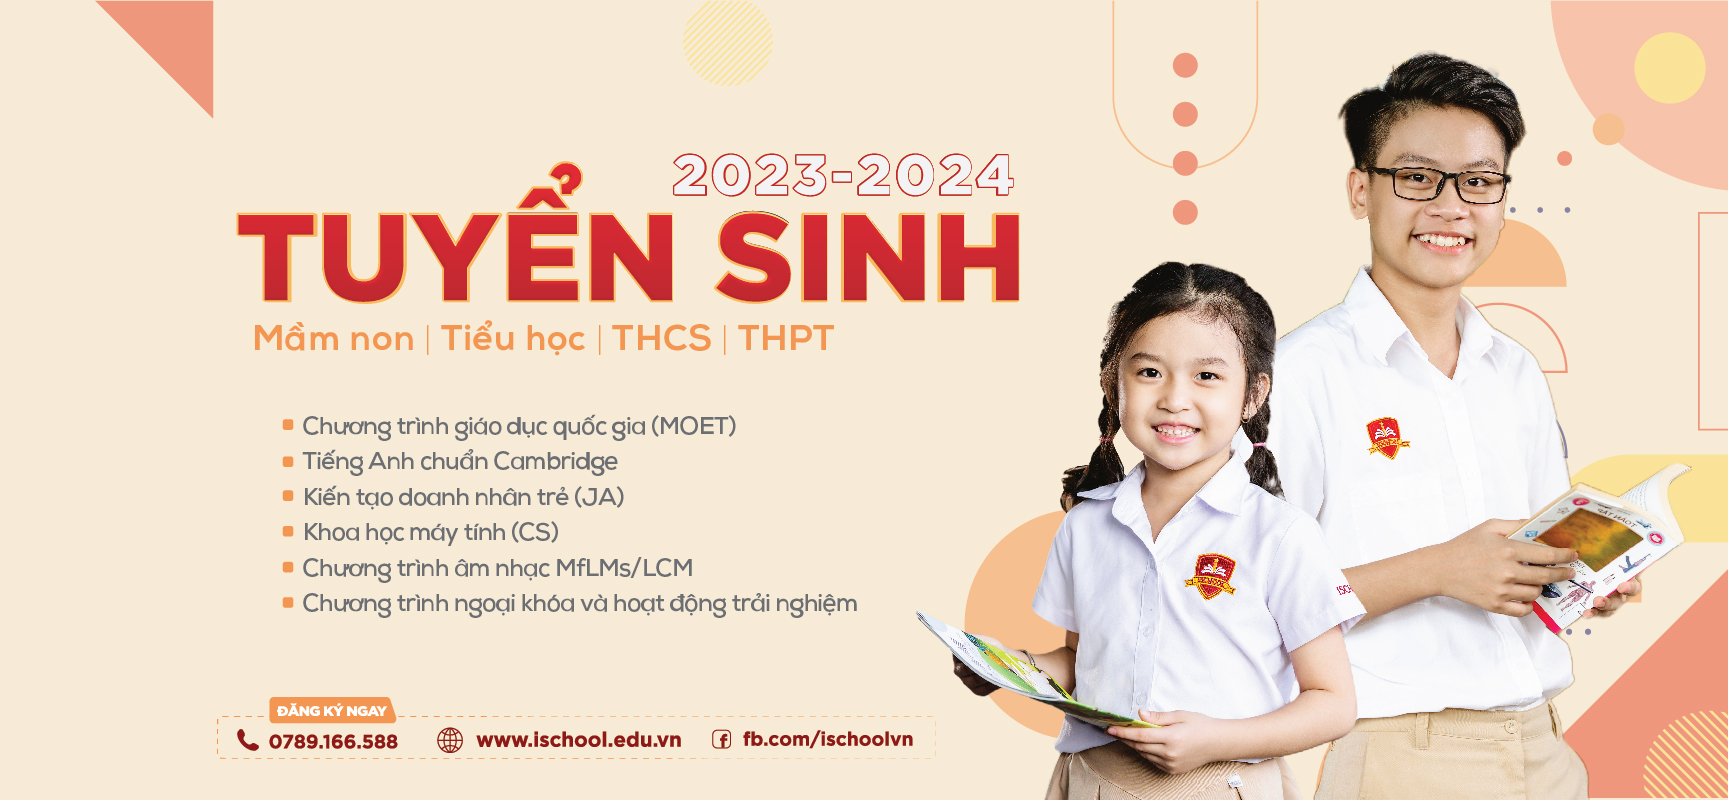 2023-2024
TUYỂN SINH
Mầm non | Tiểu học | THCS | THPT
Chương trình giáo dục quốc gia (MOET)
Tiếng Anh chuẩn Cambridge
Kiến tạo doanh nhân trẻ (JA)
Khoa học máy tính (CS)
Chương trình âm nhạc MfLMs/LCM
Chương trình ngoại khóa và hoạt động trải nghiệm
ĐĂNG KÝ NGAY
0789.166.588 www.ischool.edu.vn fb.com/ischoolvn